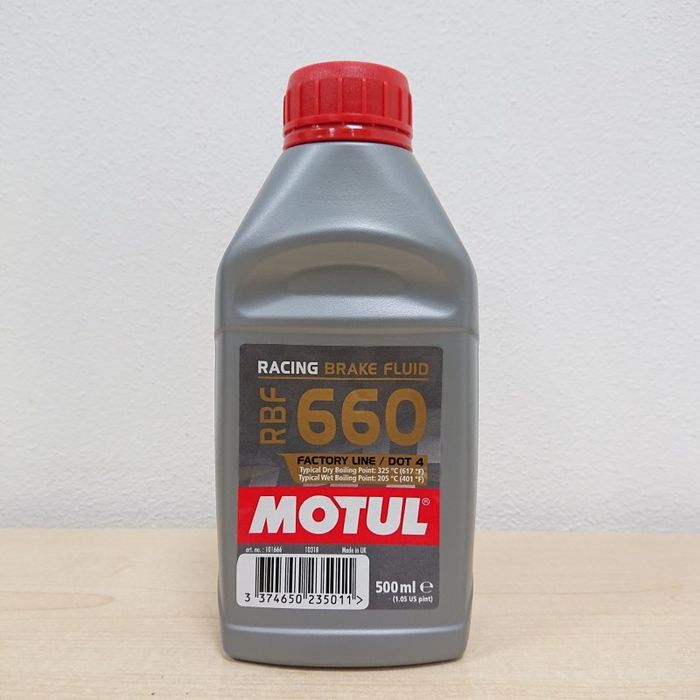 RACING BRAKE FLUID
RBF 660
FACTORY LINE / DOT 4
Typical Dry Boiling Point: 325 °C (617 °F)
Typical Wet Boiling Point: 205 °C (401 °F)
MOTUL®
art. no.: 101666 10318 Made in UK
3 374650 235011 >
500 ml ℮
(1.05 US pint)